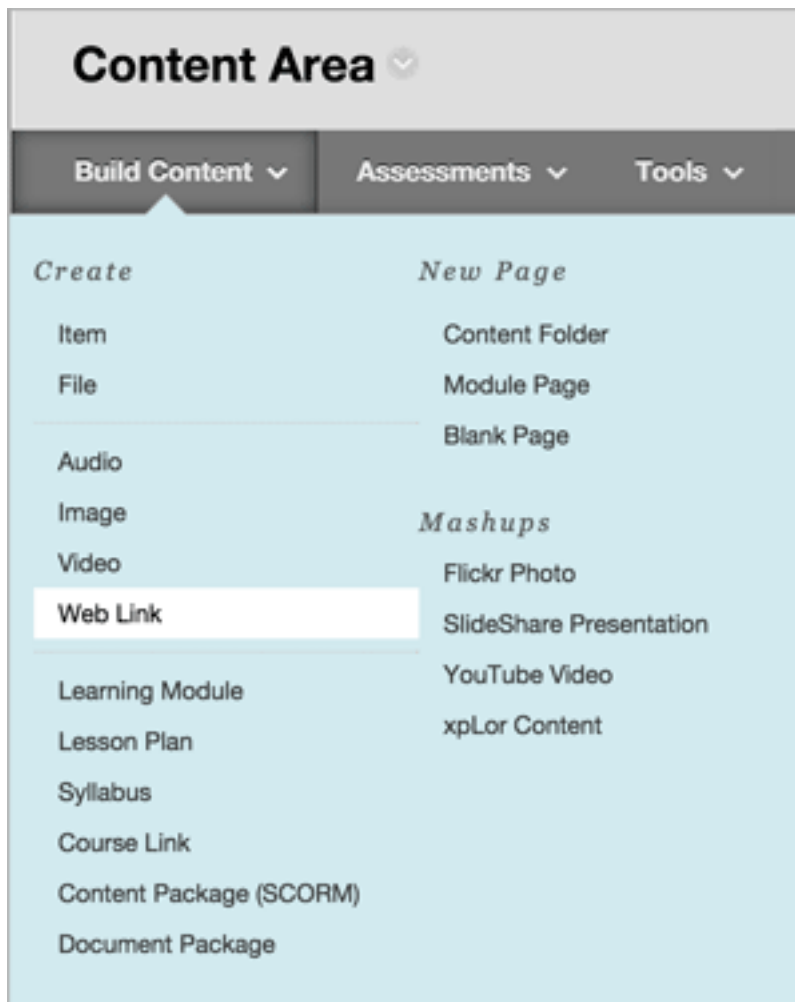 Content Area
Build Content
Assessments
Tools
Create
Item
File
Audio
Image
Video
Web Link
Learning Module
Lesson Plan
Syllabus
Course Link
Content Package (SCORM)
Document Package
New Page
Content Folder
Module Page
Blank Page
Mashups
Flickr Photo
SlideShare Presentation
YouTube Video
xpLor Content